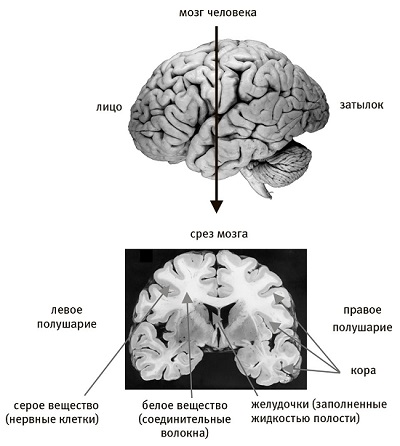 мозг человека
лицо
затылок
срез мозга
левое
полушарие
правое
полушарие
кора
серое вещество
(нервные клетки)
белое вещество
(соединительные
волокна)
желудочки (заполненные
жидкостью полости)